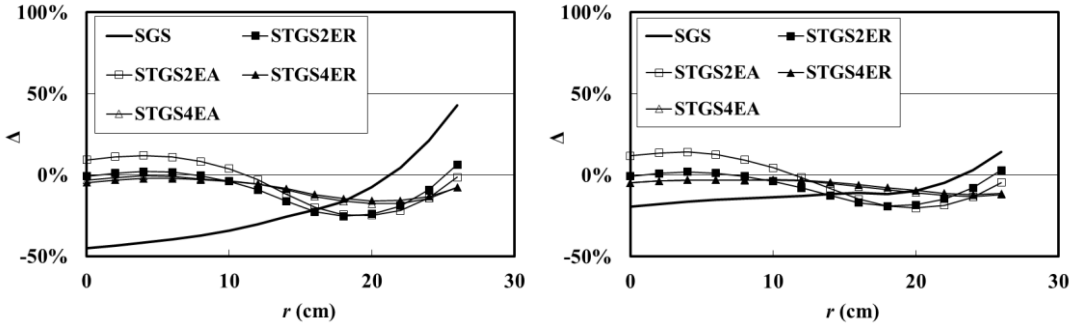 100%
50%
0%
-50%
Δ
SGS
STGS2ER
STGS2EA
STGS4ER
STGS4EA
0
10
20
30
r (cm)
100%
50%
0%
-50%
Δ
SGS
STGS2ER
STGS2EA
STGS4ER
STGS4EA
0
10
20
30
r (cm)